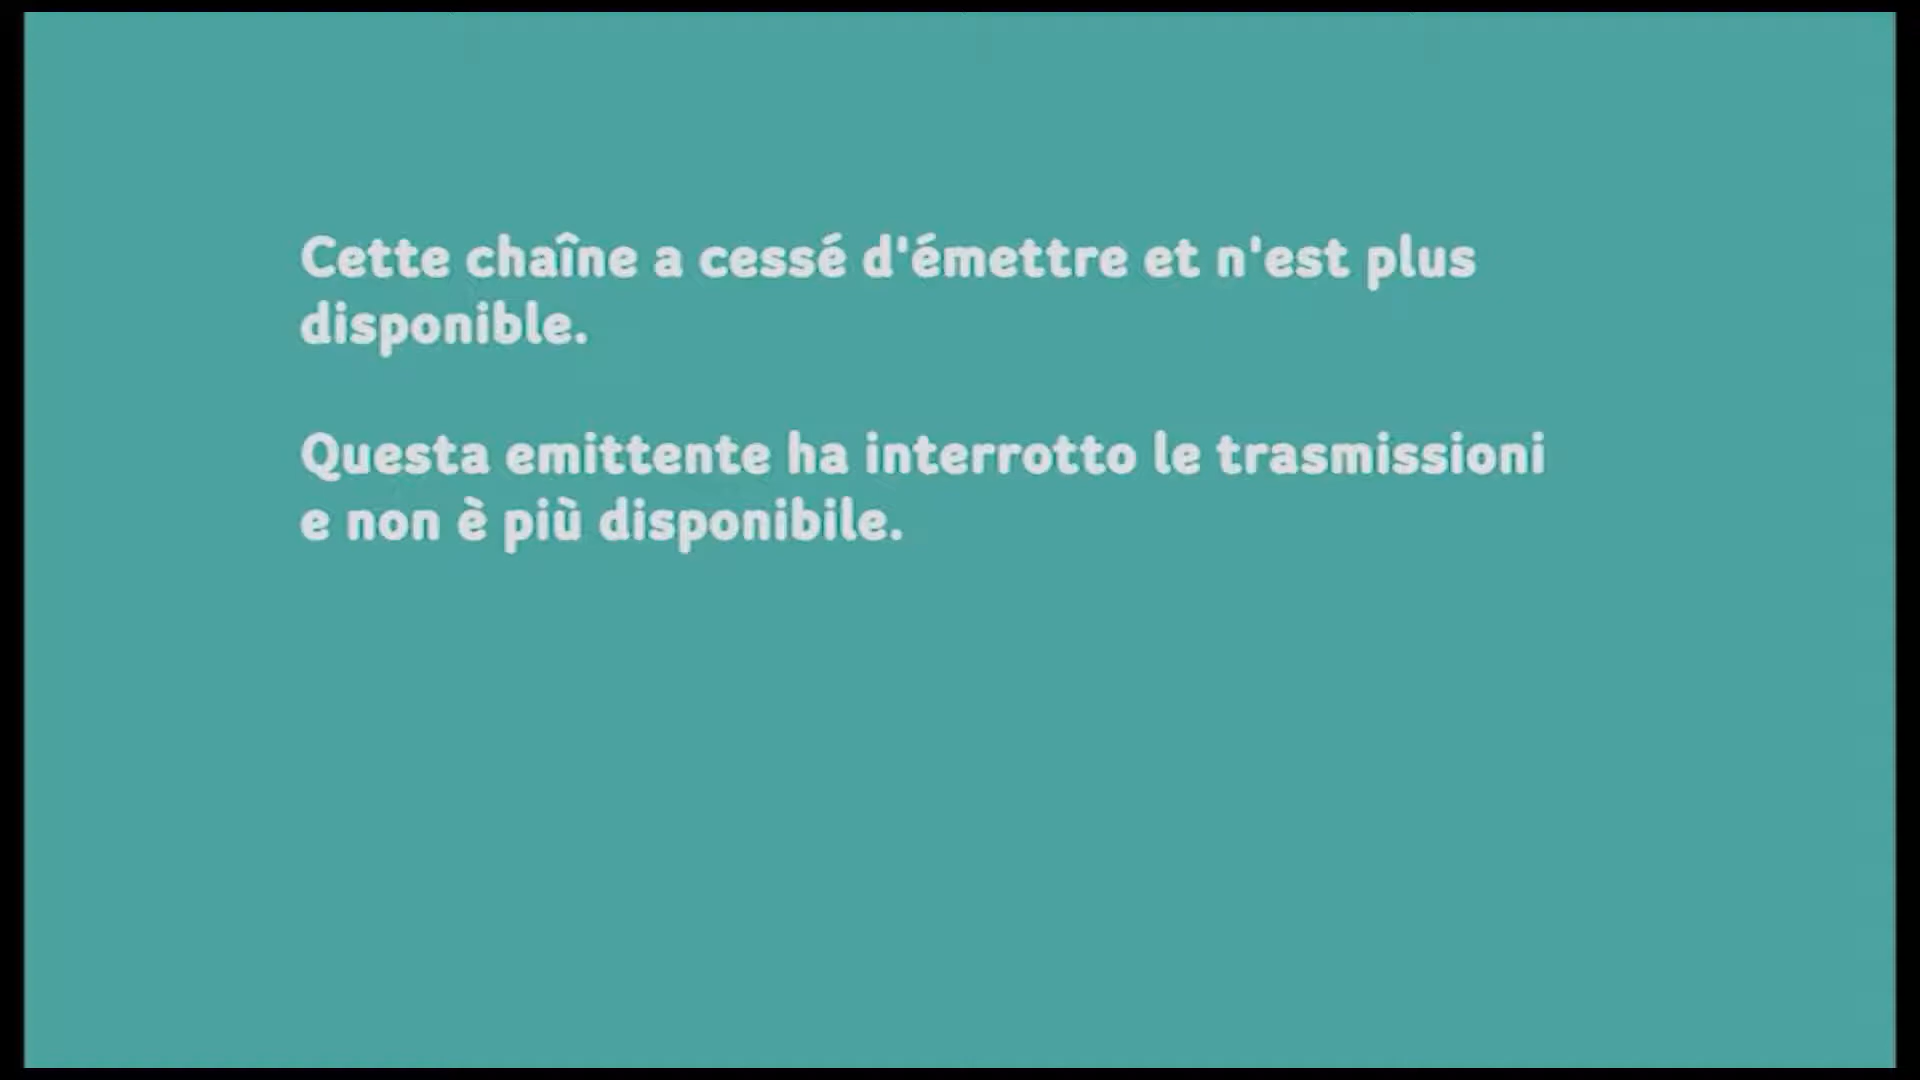 Cette chaîne a cessé d'émettre et n'est plus
disponible.
Questa emittente ha interrotto le trasmissioni
e non è più disponibile.